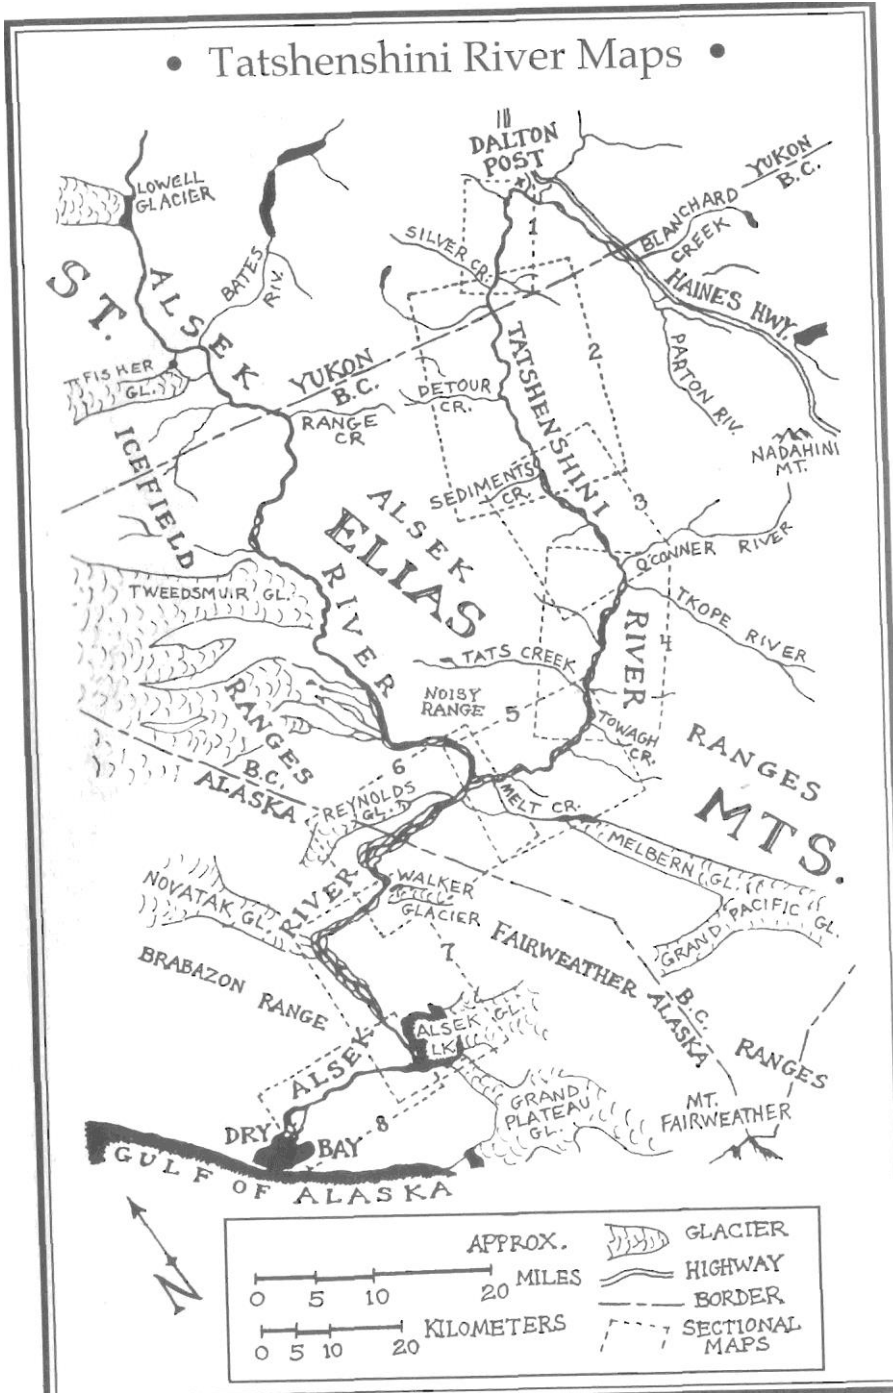 • Tatshenshini River Maps •
DALTON
POST
YUKON
B.C.
LOWELL
GLACIER
1
BLANCHARD
CREEK
SILVER CR.
BATES
RIV.
ST.
ALSEK
HAINES HWY.
TATSHENSHINI
2
PARTON RIV.
FISHER
GL.
YUKON
B.C.
DETOUR
CR.
RANGE
CR
NADAHINI
MT.
ICEFIELD
SEDIMENTS
CR.
ALSEK
3
ELIAS
O'CONNER RIVER
TWEEDSMUIR GL.
RIVER
TKOPE RIVER
RIVER
4
TATS CREEK
NOISY
RANGE
5
RANGES
TOWAGH
CR.
RANGES
B.C.
ALASKA
6
REYNOLDS
GL.
MELT CR.
MTS.
MELBERN GL.
WALKER
GLACIER
NOVATAK GL.
RIVER
GRAND PACIFIC GL.
FAIRWEATHER
7
BRABAZON RANGE
B.C.
ALASKA
ALSEK GL.
LK.
RANGES
ALSEK
GRAND
PLATEAU
GL.
MT.
FAIRWEATHER
DRY BAY
8
GULF OF ALASKA
N
APPROX.
GLACIER
MILES
0 5 10 20
HIGHWAY
BORDER
KILOMETERS
0 5 10 20
SECTIONAL
MAPS